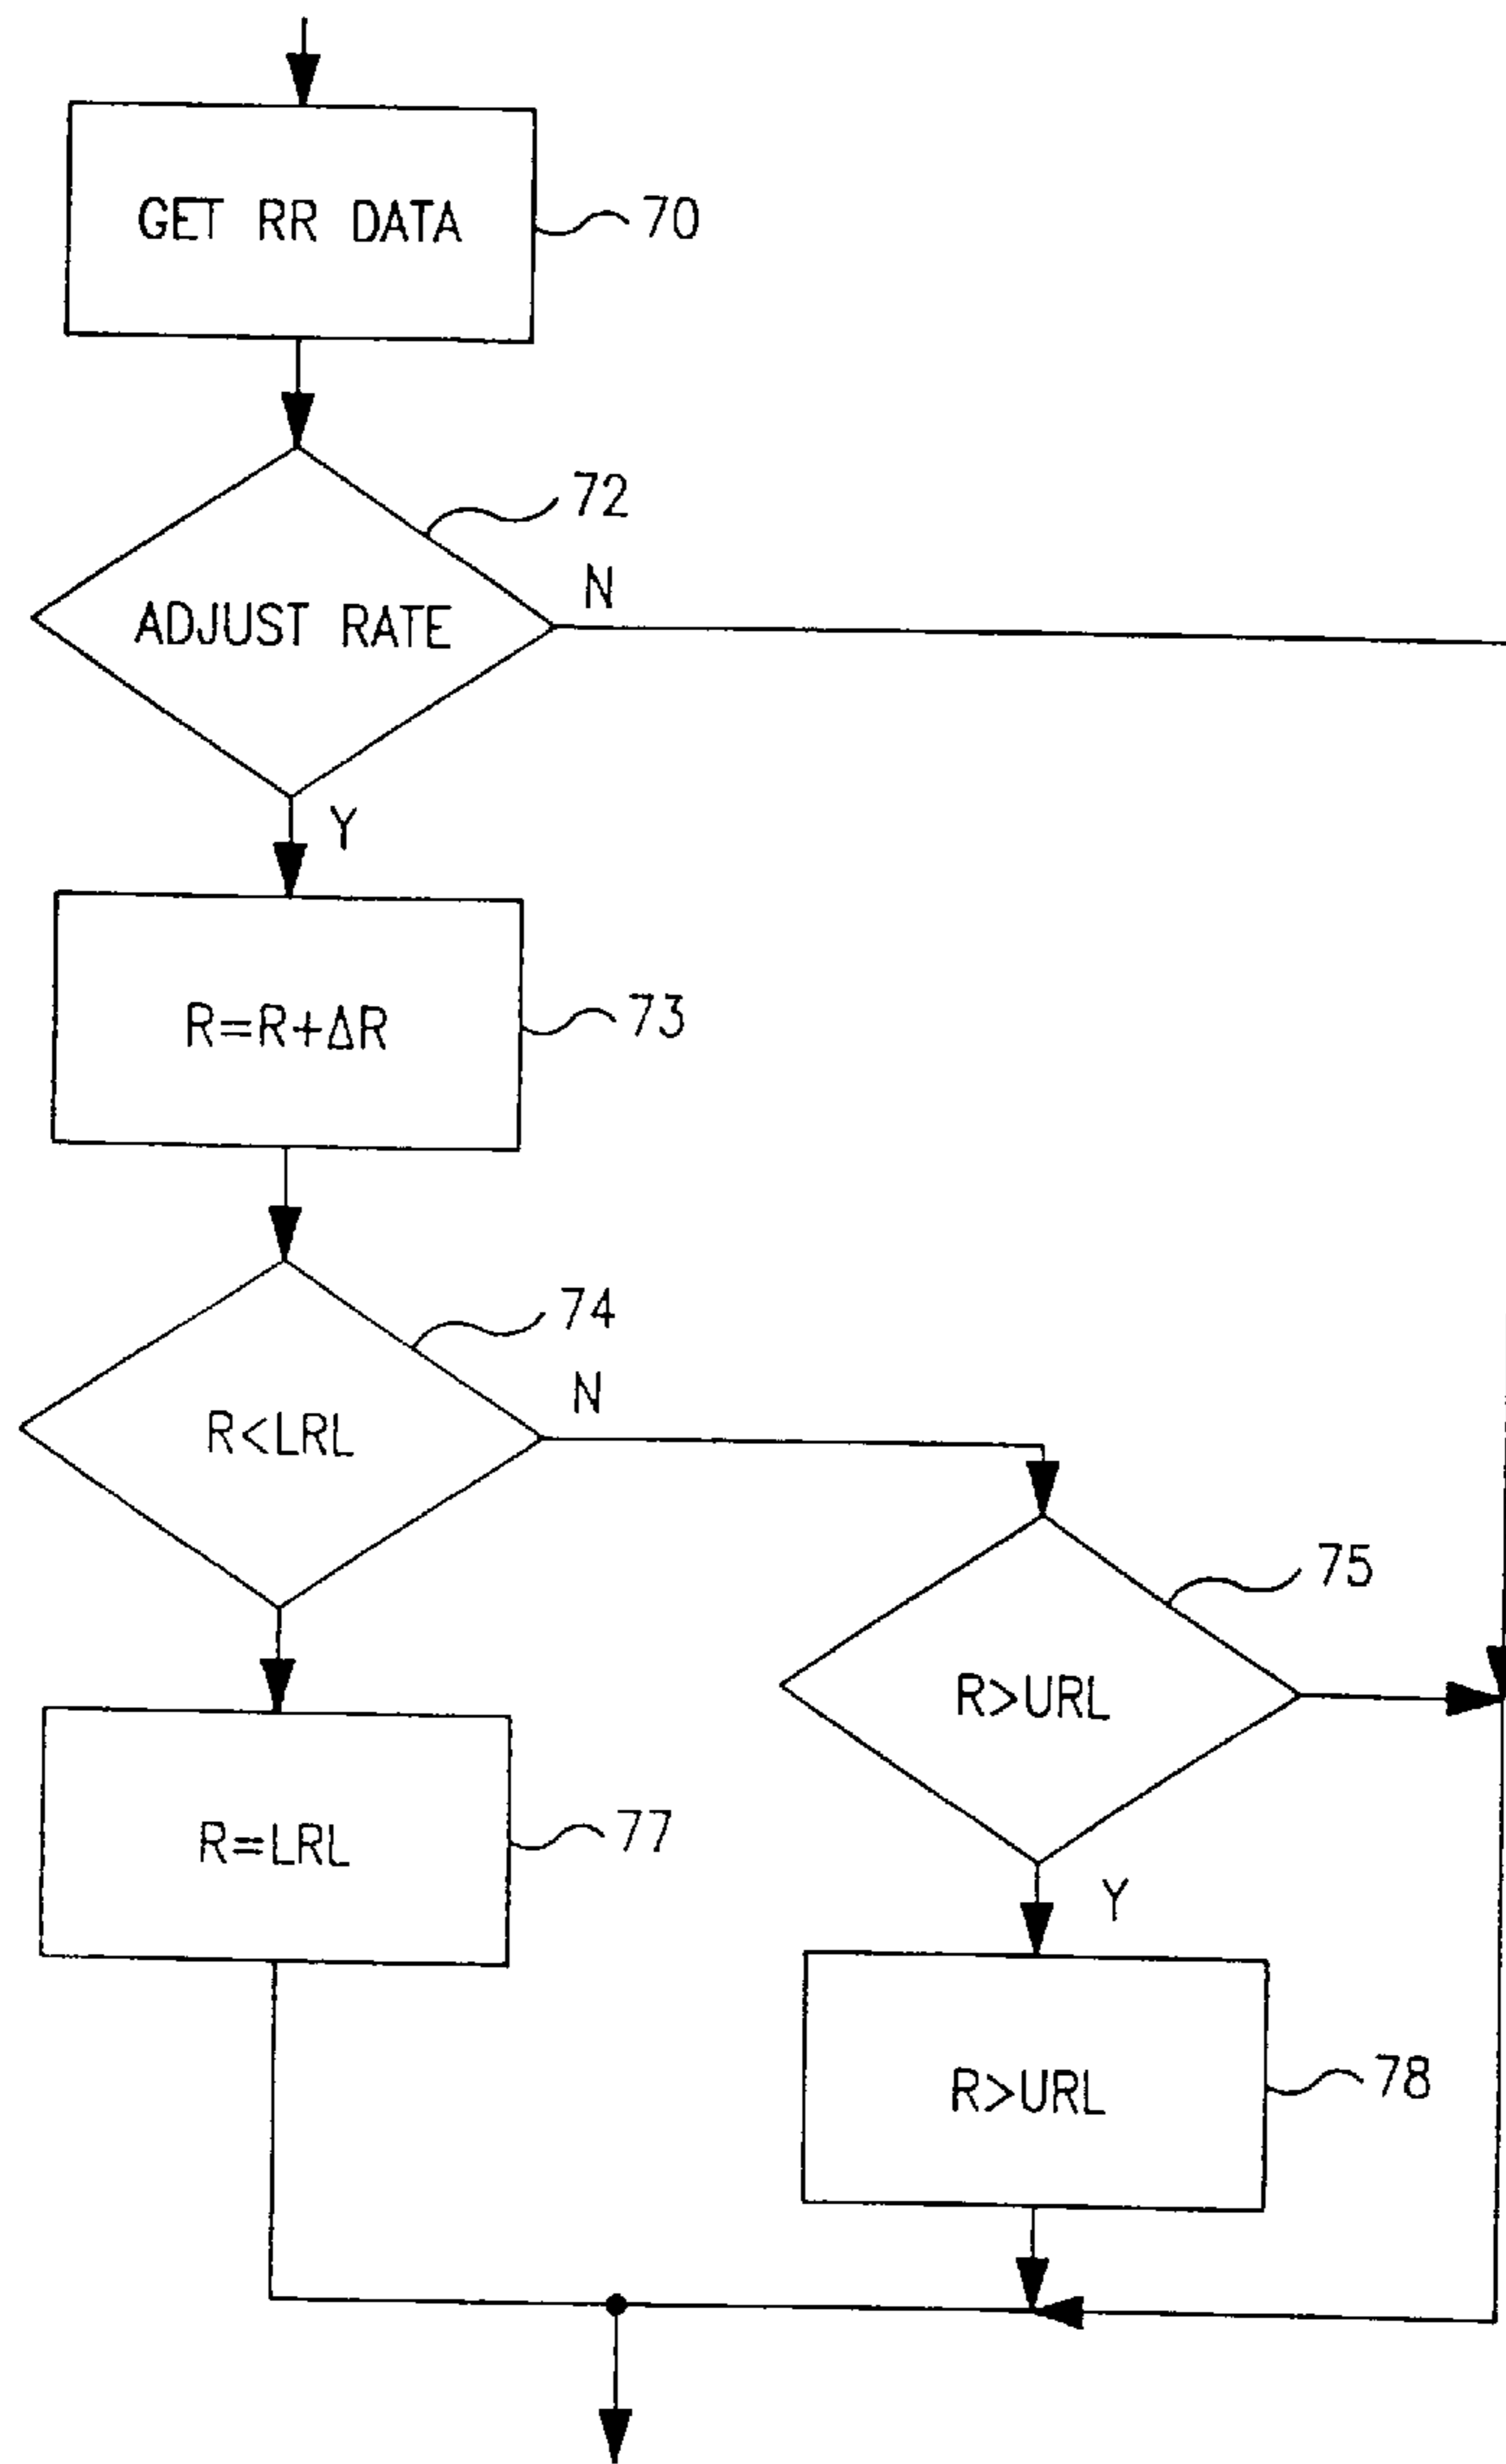 GET RR DATA
70
72
N
ADJUST RATE
Y
R=R+ΔR
73
74
N
R<LRL
75
R>URL
R=LRL
77
Y
R>URL
78